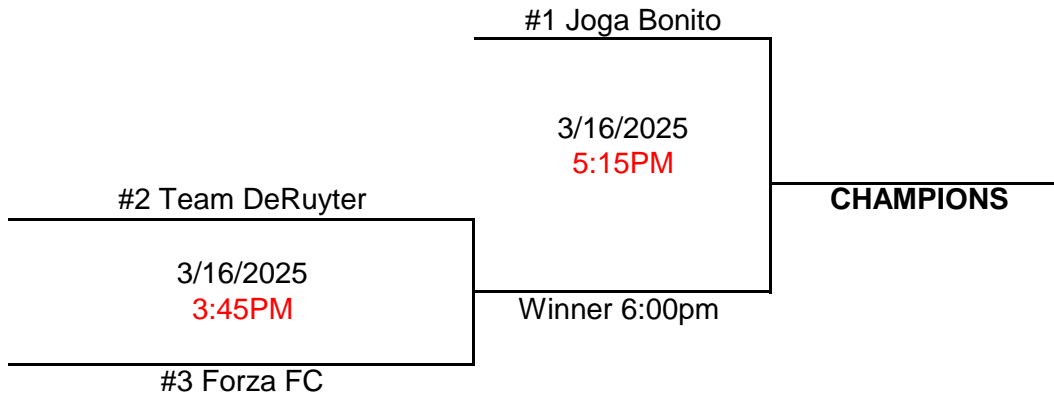 #1 Joga Bonito
3/16/2025
5:15PM
CHAMPIONS
#2 Team DeRuyter
3/16/2025
3:45PM
Winner 6:00pm
#3 Forza FC